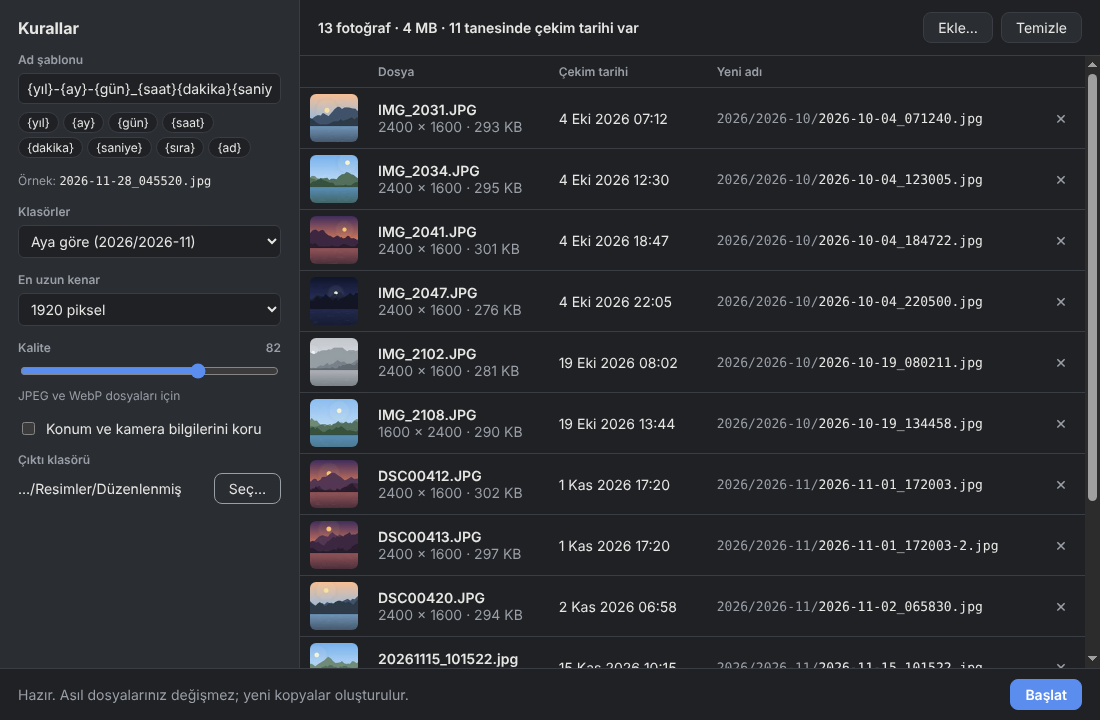 Kurallar
Ad şablonu
{yıl}-{ay}-{gün}_{saat}{dakika}{saniy
{yıl} {ay} {gün} {saat}
{dakika} {saniye} {sıra} {ad}
Örnek: 2026-11-28_045520.jpg
Klasörler
Aya göre (2026/2026-11)
En uzun kenar
1920 piksel
Kalite 82
JPEG ve WebP dosyaları için
Konum ve kamera bilgilerini koru
Çıktı klasörü
.../Resimler/Düzenlenmiş Seç...
13 fotoğraf · 4 MB · 11 tanesinde çekim tarihi var Ekle... Temizle
Dosya Çekim tarihi Yeni adı
IMG_2031.JPG
2400 × 1600 · 293 KB 4 Eki 2026 07:12 2026/2026-10/2026-10-04_071240.jpg ×
IMG_2034.JPG
2400 × 1600 · 295 KB 4 Eki 2026 12:30 2026/2026-10/2026-10-04_123005.jpg ×
IMG_2041.JPG
2400 × 1600 · 301 KB 4 Eki 2026 18:47 2026/2026-10/2026-10-04_184722.jpg ×
IMG_2047.JPG
2400 × 1600 · 276 KB 4 Eki 2026 22:05 2026/2026-10/2026-10-04_220500.jpg ×
IMG_2102.JPG
2400 × 1600 · 281 KB 19 Eki 2026 08:02 2026/2026-10/2026-10-19_080211.jpg ×
IMG_2108.JPG
1600 × 2400 · 290 KB 19 Eki 2026 13:44 2026/2026-10/2026-10-19_134458.jpg ×
DSC00412.JPG
2400 × 1600 · 302 KB 1 Kas 2026 17:20 2026/2026-11/2026-11-01_172003.jpg ×
DSC00413.JPG
2400 × 1600 · 297 KB 1 Kas 2026 17:20 2026/2026-11/2026-11-01_172003-2.jpg ×
DSC00420.JPG
2400 × 1600 · 294 KB 2 Kas 2026 06:58 2026/2026-11/2026-11-02_065830.jpg ×
20261115_101522.jpg
15 Kas 2026 10:15 2026/2026-11/2026-11-15_101522.jpg ×
Hazır. Asıl dosyalarınız değişmez; yeni kopyalar oluşturulur. Başlat